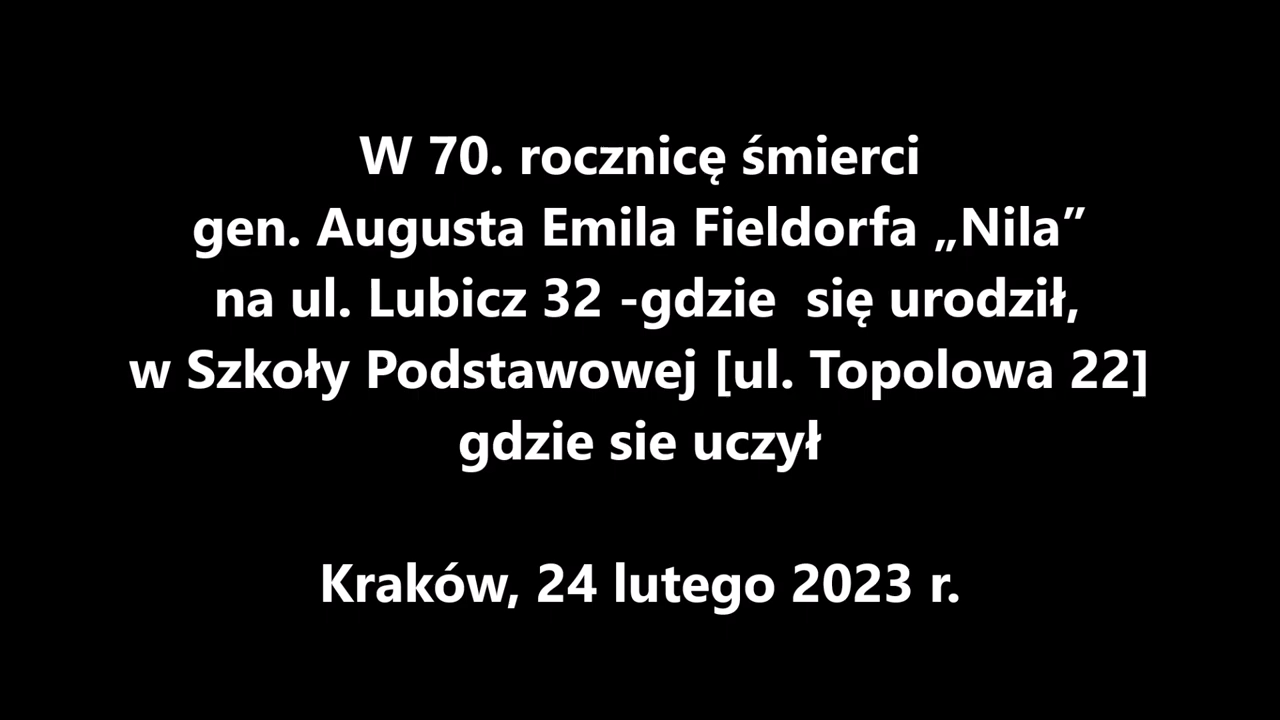 W 70. rocznicę śmierci
gen. Augusta Emila Fieldorfa „Nila”
na ul. Lubicz 32 -gdzie  się urodził,
w Szkoły Podstawowej [ul. Topolowa 22]
gdzie sie uczył
Kraków, 24 lutego 2023 r.